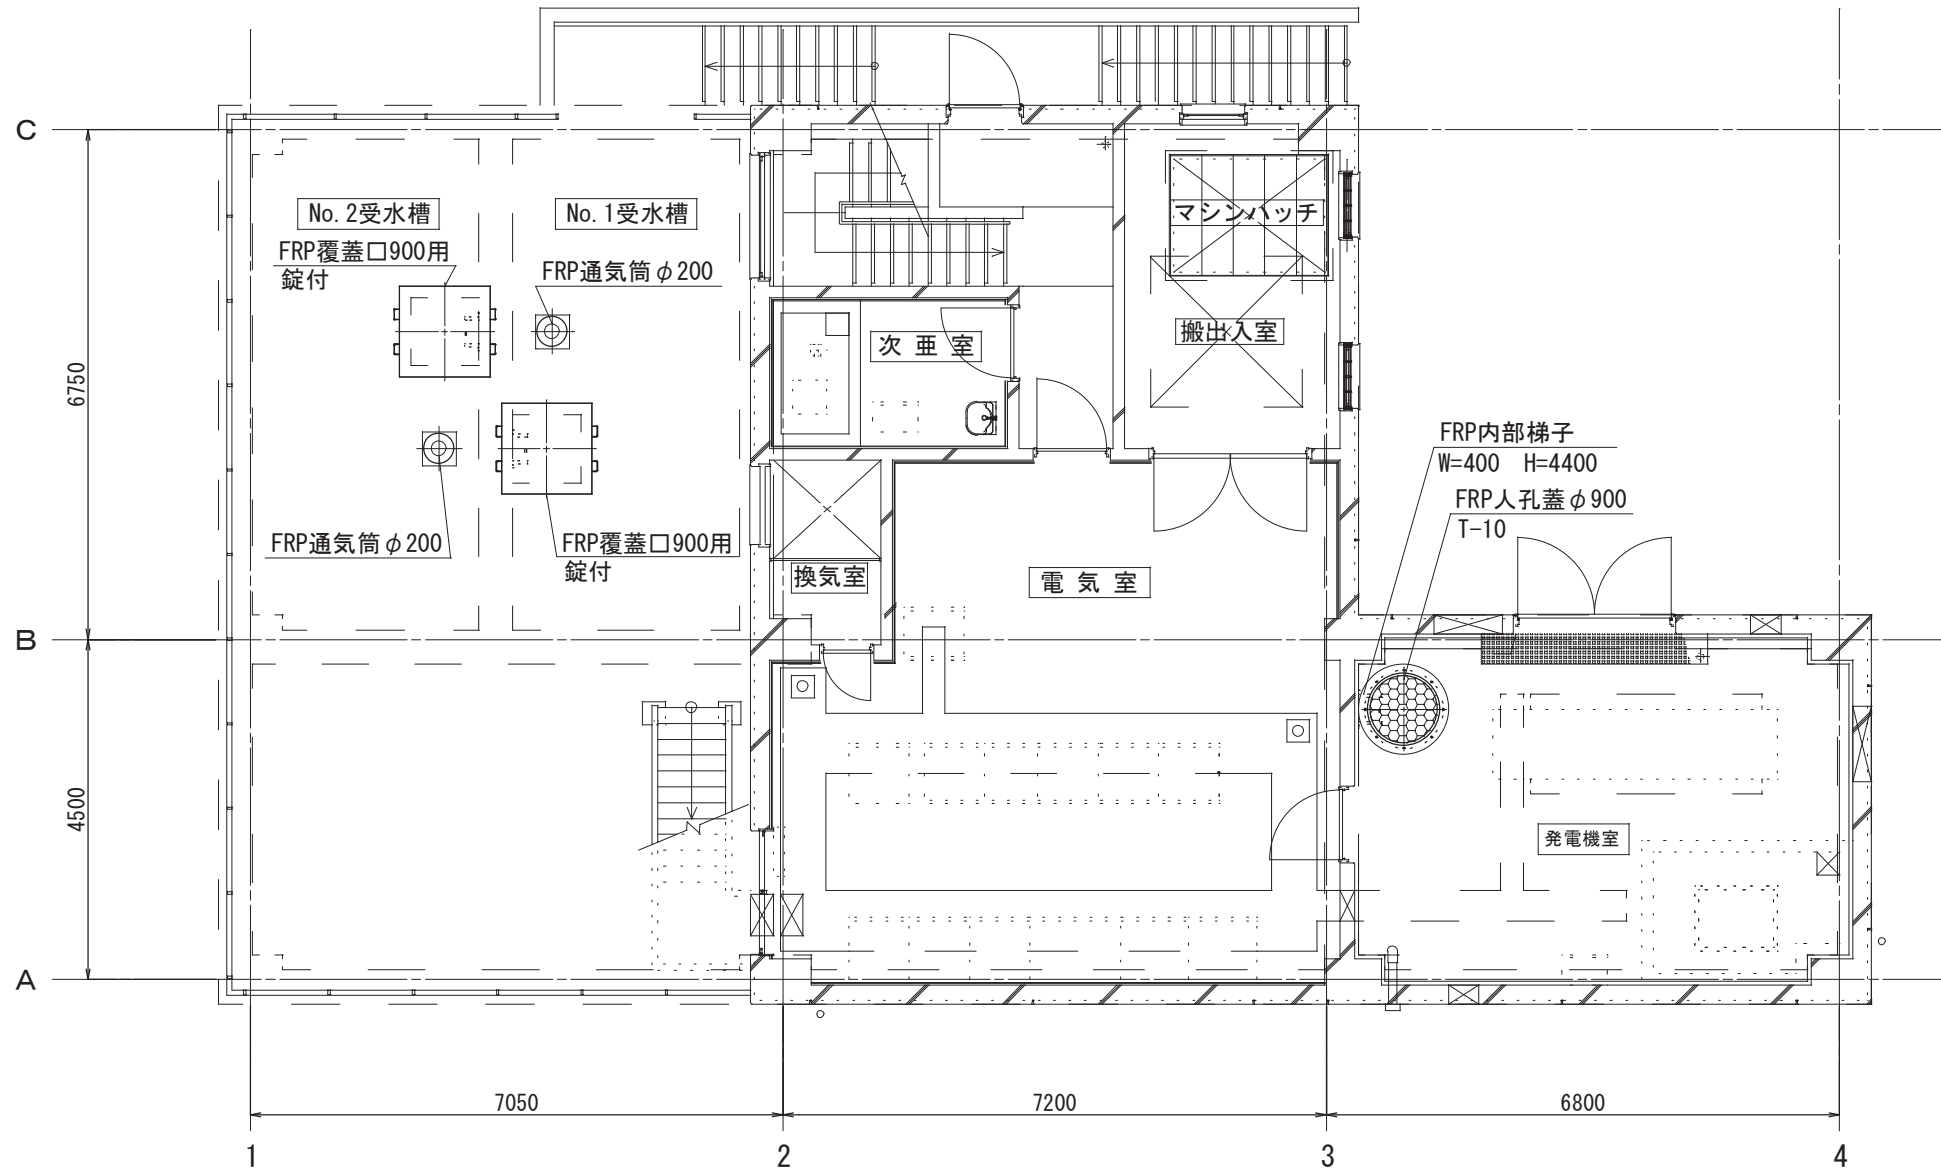 C
No.2受水槽
No.1受水槽
マシンハッチ
FRP覆蓋口900用
錠付
FRP通気筒φ200
次 亜 室
搬出入室
6750
FRP内部梯子
W=400 H=4400
FRP人孔蓋φ900
T-10
FRP通気筒φ200
FRP覆蓋口900用
錠付
換気室
電 気 室
B
4500
発電機室
A
7050
7200
6800
1
2
3
4